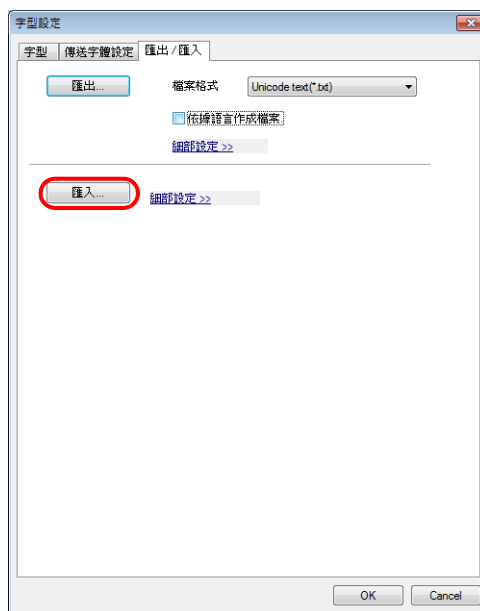 字型設定
字型 傳送字體設定 匯出/匯入
匯出... 檔案格式 Unicode text(*.txt)
依據語言作成檔案.
細部設定 >>
匯入... 細部設定 >>
OK Cancel